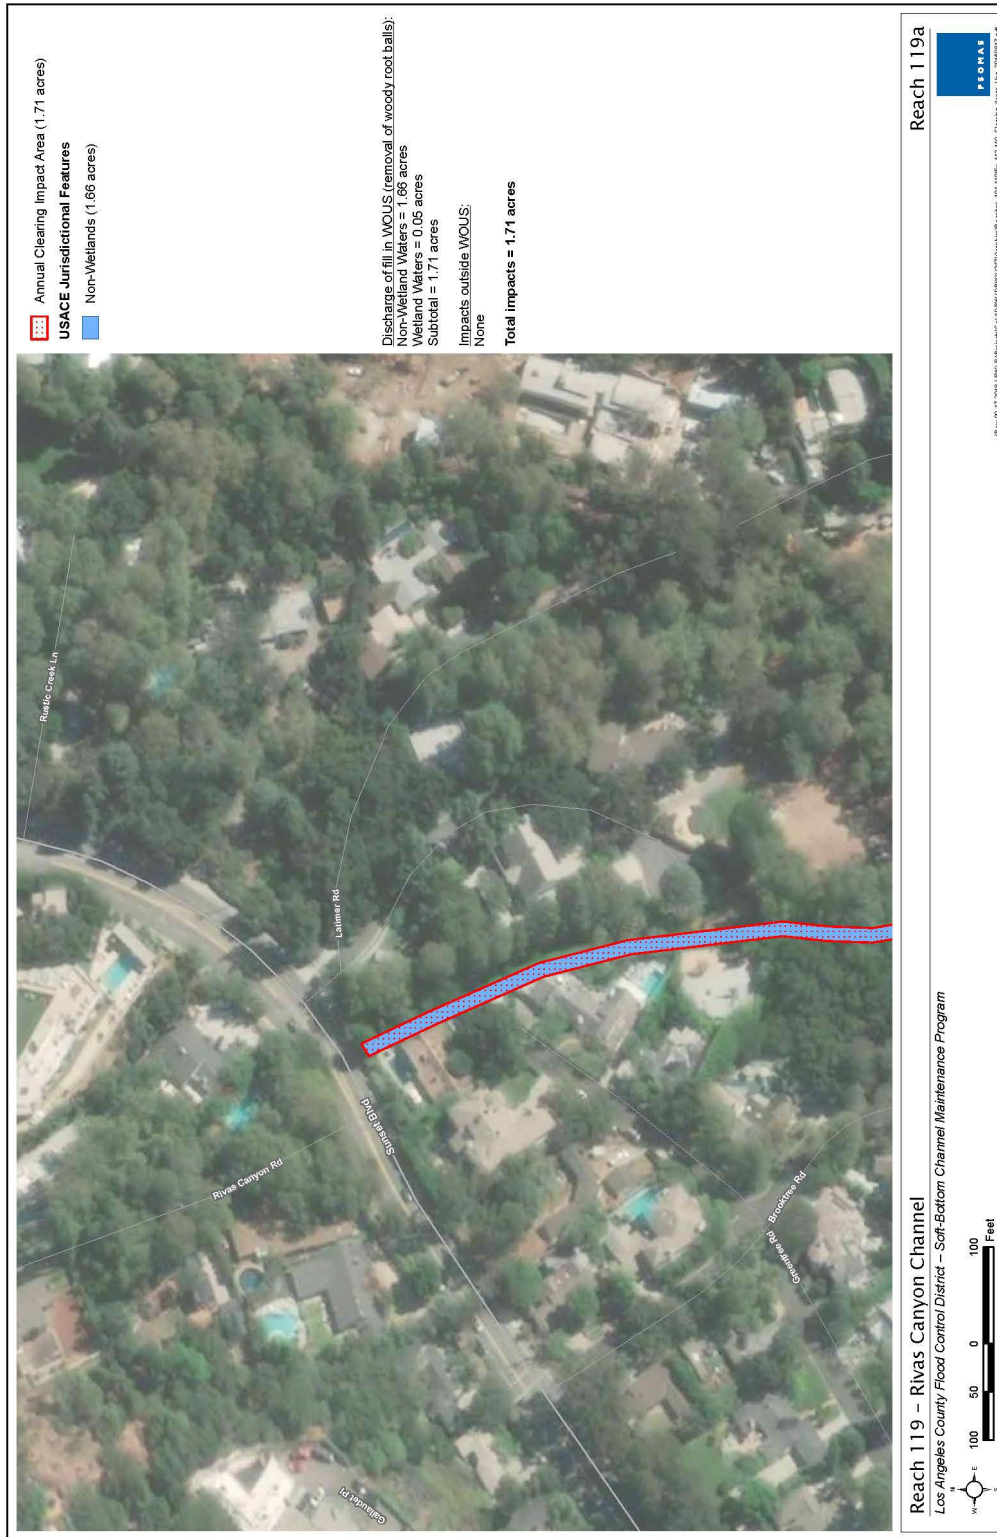 Annual Clearing Impact Area (1.71 acres)
USACE Jurisdictional Features
Non-Wetlands (1.66 acres)
Discharge of fill in WOUS (removal of woody root balls):
Non-Wetland Waters = 1.66 acres
Wetland Waters = 0.05 acres
Subtotal = 1.71 acres
Impacts outside WOUS:
None
Total impacts = 1.71 acres
Rustic Creek Ln
Latimer Rd
Sunset Blvd
Rivas Canyon Rd
Brooktree Rd
Greentree Rd
Gallaudet Pl
Reach 119 – Rivas Canyon Channel
Reach 119a
Los Angeles County Flood Control District – Soft-Bottom Channel Maintenance Program
N
W E
S
100 50 0 100
Feet
PSOMAS